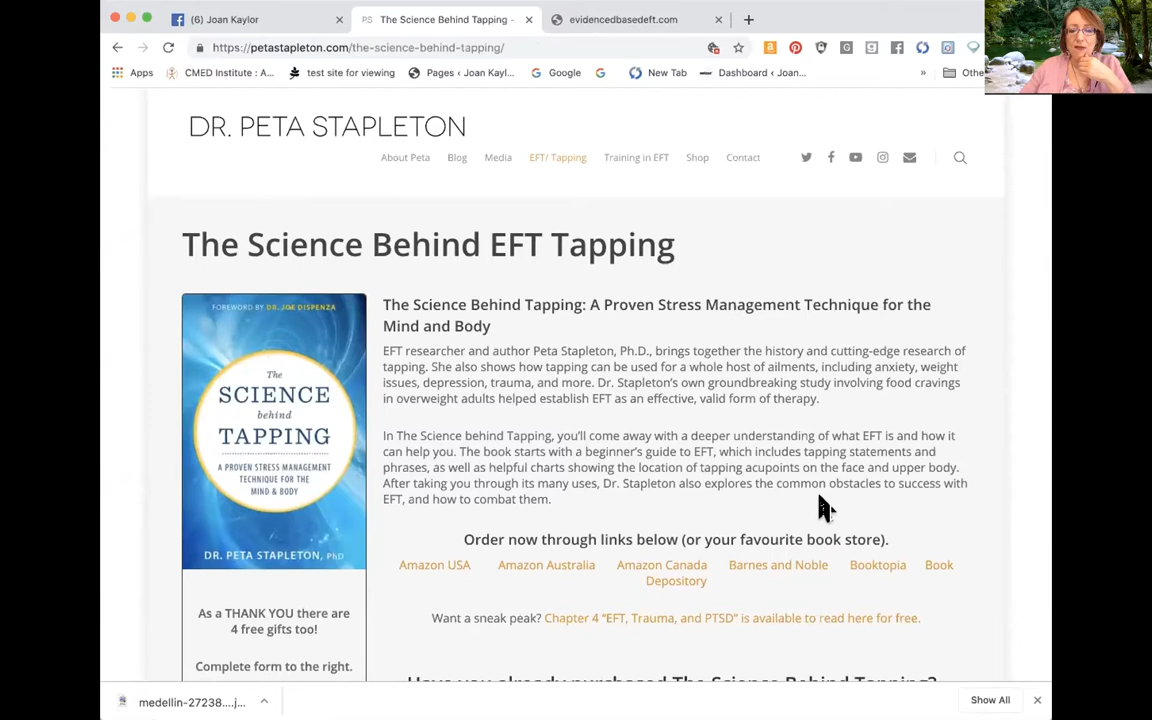 (6) Joan Kaylor
The Science Behind Tapping -
evidencedbasedeft.com
https://petastapleton.com/the-science-behind-tapping/
Apps
CMED Institute : A...
test site for viewing
Pages ‹ Joan Kayl...
Google
New Tab
Dashboard ‹ Joan...
»
Othe
DR. PETA STAPLETON
About Peta Blog Media EFT/ Tapping Training in EFT Shop Contact
The Science Behind EFT Tapping
FOREWORD BY DR. JOE DISPENZA
The
SCIENCE
behind
TAPPING
A PROVEN STRESS MANAGEMENT
TECHNIQUE FOR THE
MIND & BODY
DR. PETA STAPLETON, PhD
As a THANK YOU there are
4 free gifts too!
Complete form to the right.
The Science Behind Tapping: A Proven Stress Management Technique for the
Mind and Body
EFT researcher and author Peta Stapleton, Ph.D., brings together the history and cutting-edge research of
tapping. She also shows how tapping can be used for a whole host of ailments, including anxiety, weight
issues, depression, trauma, and more. Dr. Stapleton's own groundbreaking study involving food cravings
in overweight adults helped establish EFT as an effective, valid form of therapy.
In The Science behind Tapping, you'll come away with a deeper understanding of what EFT is and how it
can help you. The book starts with a beginner's guide to EFT, which includes tapping statements and
phrases, as well as helpful charts showing the location of tapping acupoints on the face and upper body.
After taking you through its many uses, Dr. Stapleton also explores the common obstacles to success with
EFT, and how to combat them.
Order now through links below (or your favourite book store).
Amazon USA Amazon Australia Amazon Canada Barnes and Noble Booktopia Book
Depository
Want a sneak peak? Chapter 4 "EFT, Trauma, and PTSD" is available to read here for free.
Have you already purchased The Science Behind Tapping?
medellin-27238....j...
Show All